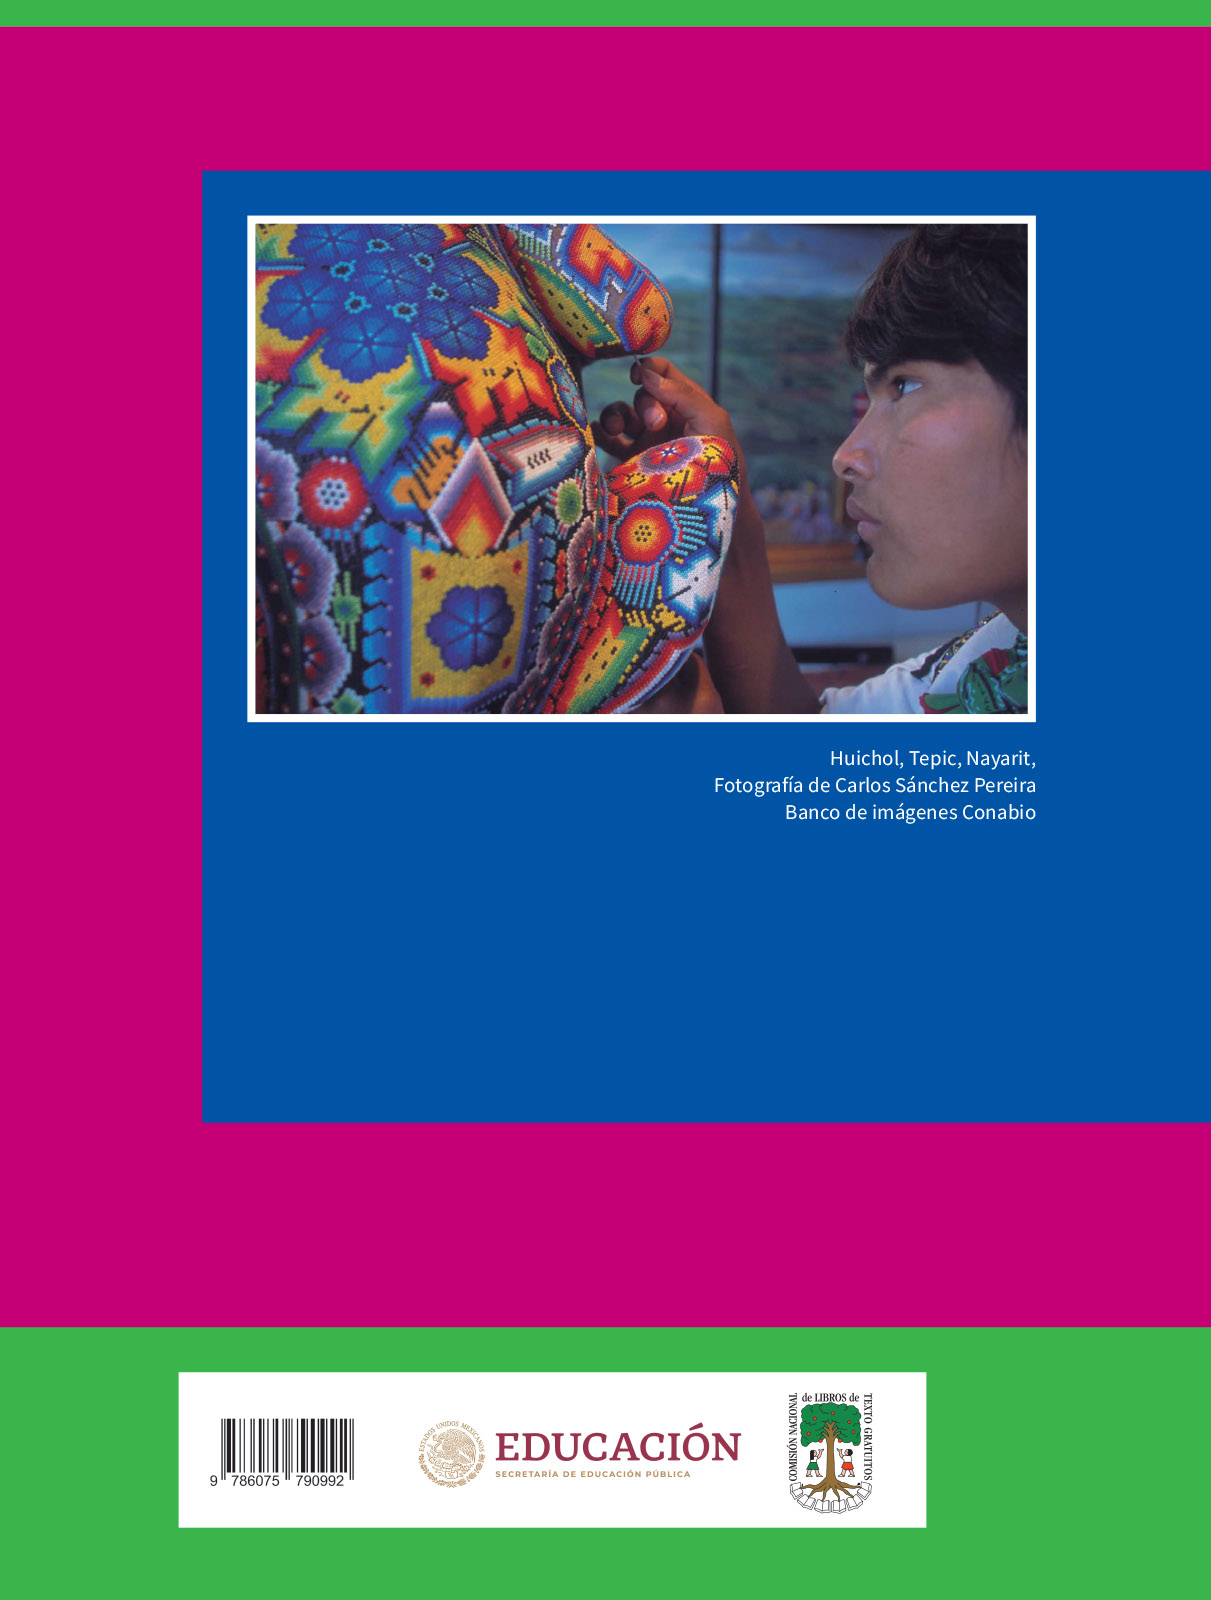 Huichol, Tepic, Nayarit,
Fotografía de Carlos Sánchez Pereira
Banco de imágenes Conabio
9 786075 790992
ESTADOS UNIDOS MEXICANOS
EDUCACIÓN
SECRETARÍA DE EDUCACIÓN PÚBLICA
COMISIÓN NACIONAL
de LIBROS de
TEXTO GRATUITOS